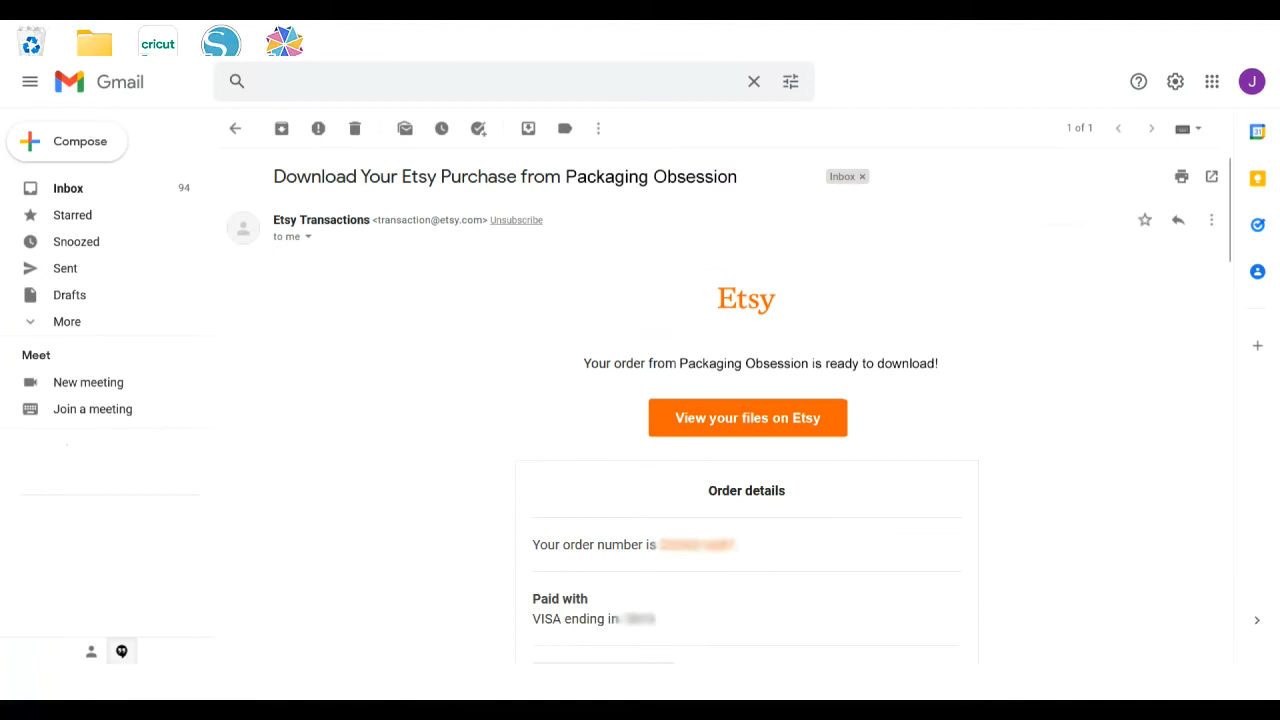 cricut
Gmail
Compose
1 of 1
31
Download Your Etsy Purchase from Packaging Obsession
Inbox ×
Inbox 94
Etsy Transactions <transaction@etsy.com> Unsubscribe
to me
Starred
Snoozed
Sent
Drafts
More
Meet
New meeting
Join a meeting
J
Etsy
Your order from Packaging Obsession is ready to download!
View your files on Etsy
Order details
Your order number is
Paid with
VISA ending in